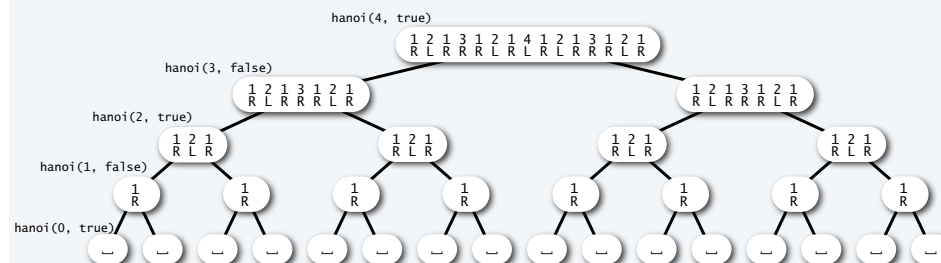 hanoi(4, true)
1 2 1 3 1 2 1 4 1 2 1 3 1 2 1
R L R R R L R L R L R R R L R
hanoi(3, false)
1 2 1 3 1 2 1
R L R R R L R
1 2 1 3 1 2 1
R L R R R L R
hanoi(2, true)
1 2 1
R L R
1 2 1
R L R
1 2 1
R L R
1 2 1
R L R
hanoi(1, false)
1
R
1
R
1
R
1
R
1
R
1
R
1
R
1
R
hanoi(0, true)
␣ ␣ ␣ ␣ ␣ ␣ ␣ ␣ ␣ ␣ ␣ ␣ ␣ ␣ ␣ ␣